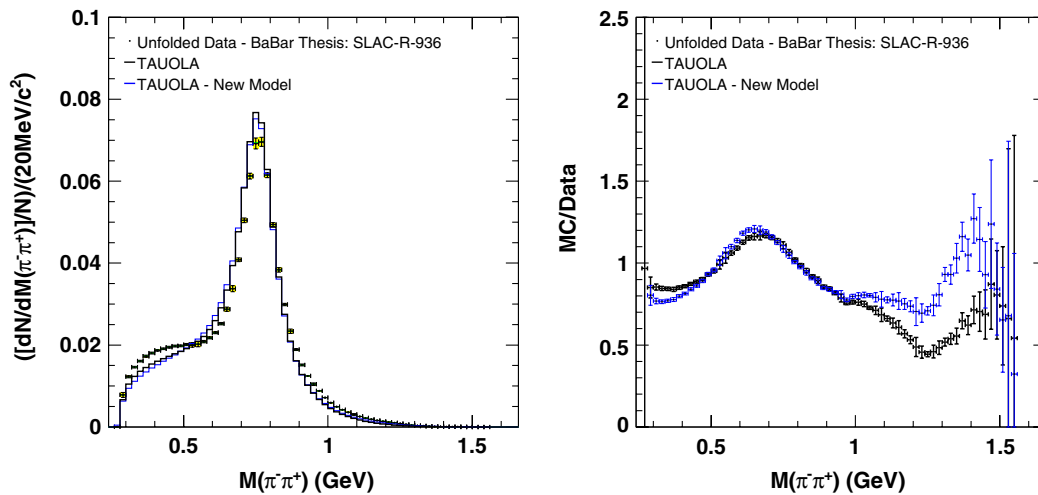 ([dN/dM(π⁻π⁺)]/N)/(20MeV/c²)
0.1
0.08
0.06
0.04
0.02
0
Unfolded Data - BaBar Thesis: SLAC-R-936
TAUOLA
TAUOLA - New Model
0.5
1
1.5
M(π⁻π⁺) (GeV)
MC/Data
2.5
2
1.5
1
0.5
0
Unfolded Data - BaBar Thesis: SLAC-R-936
TAUOLA
TAUOLA - New Model
0.5
1
1.5
M(π⁻π⁺) (GeV)